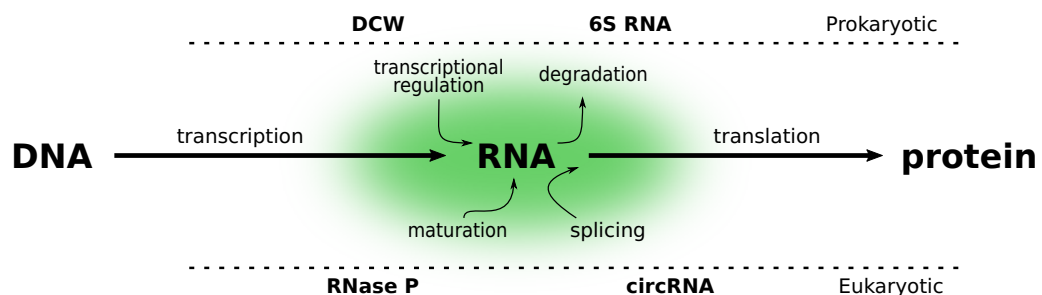 DCW 6S RNA Prokaryotic
transcriptional
regulation
degradation
transcription
translation
DNA RNA protein
maturation splicing
RNase P circRNA Eukaryotic